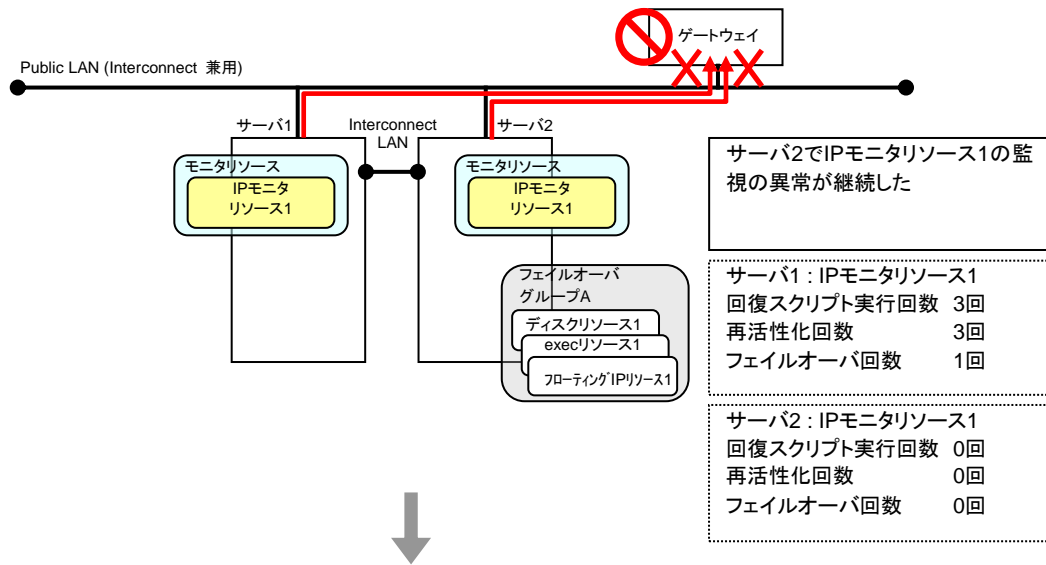 ゲートウェイ
Public LAN (Interconnect 兼用)
サーバ1
Interconnect
LAN
サーバ2
モニタリソース
IPモニタ
リソース1
モニタリソース
IPモニタ
リソース1
フェイルオーバ
グループA
ディスクリソース1
execリソース1
フローティングIPリソース1
サーバ2でIPモニタリソース1の監
視の異常が継続した
サーバ1 : IPモニタリソース1
回復スクリプト実行回数 3回
再活性化回数 3回
フェイルオーバ回数 1回
サーバ2 : IPモニタリソース1
回復スクリプト実行回数 0回
再活性化回数 0回
フェイルオーバ回数 0回